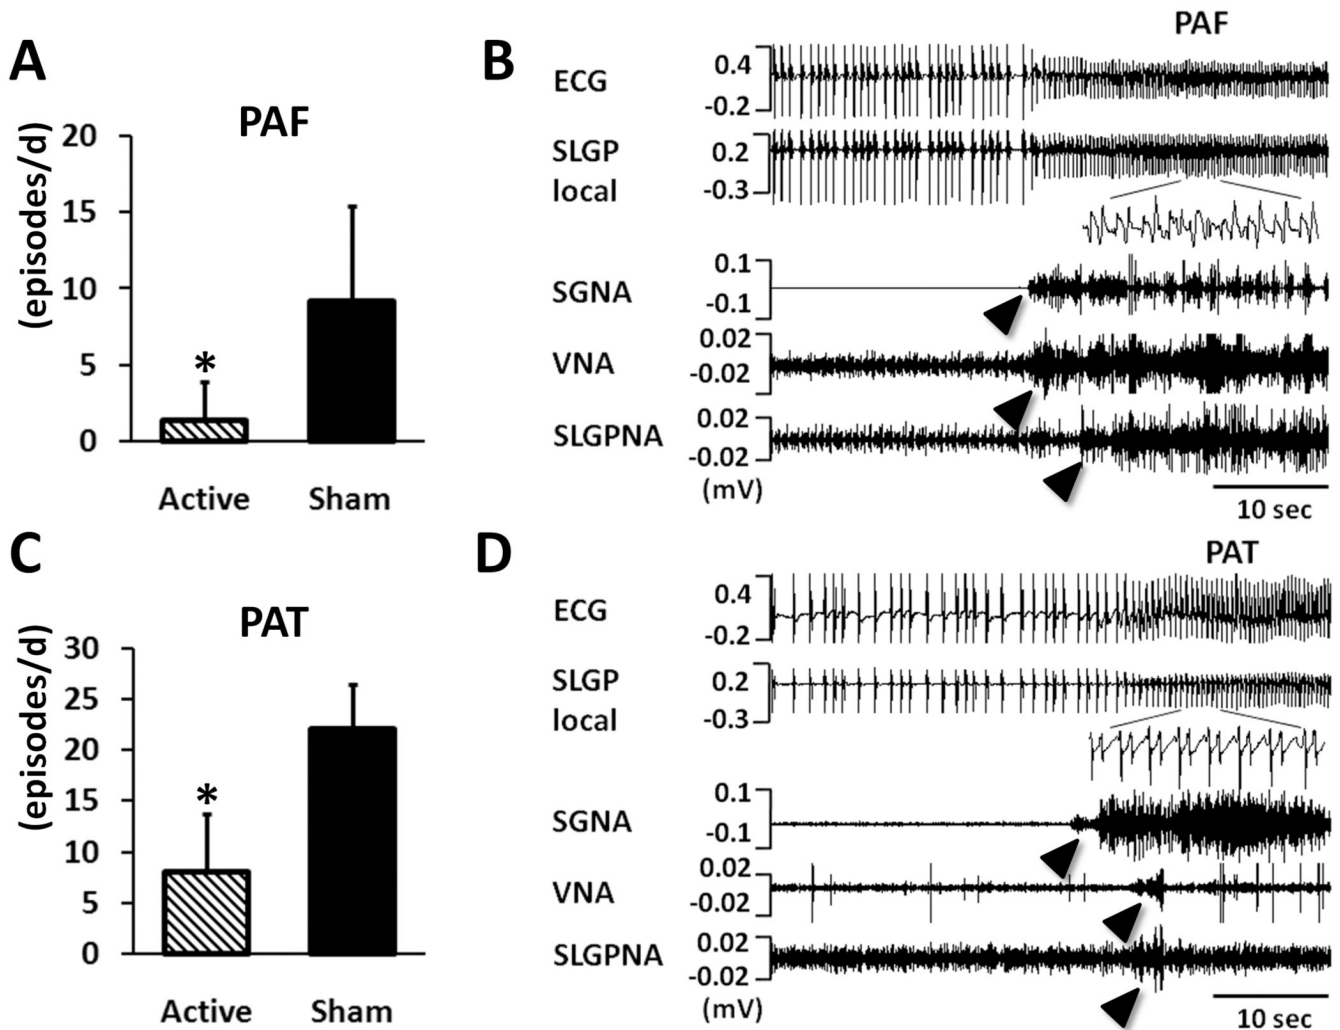 A
PAF
(episodes/d)
20
15
10
5
0
*
Active
Sham
B
PAF
ECG
0.4
-0.2
SLGP
local
0.2
-0.3
SGNA
0.1
-0.1
VNA
0.02
-0.02
SLGPNA
0.02
-0.02
(mV)
10 sec
C
PAT
(episodes/d)
30
25
20
15
10
5
0
*
Active
Sham
D
PAT
ECG
0.4
-0.2
SLGP
local
0.2
-0.3
SGNA
0.1
-0.1
VNA
0.02
-0.02
SLGPNA
0.02
-0.02
(mV)
10 sec